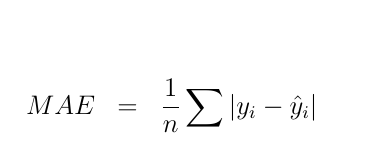 MAE = \frac{1}{n} \sum |y_i - \hat{y}_i|